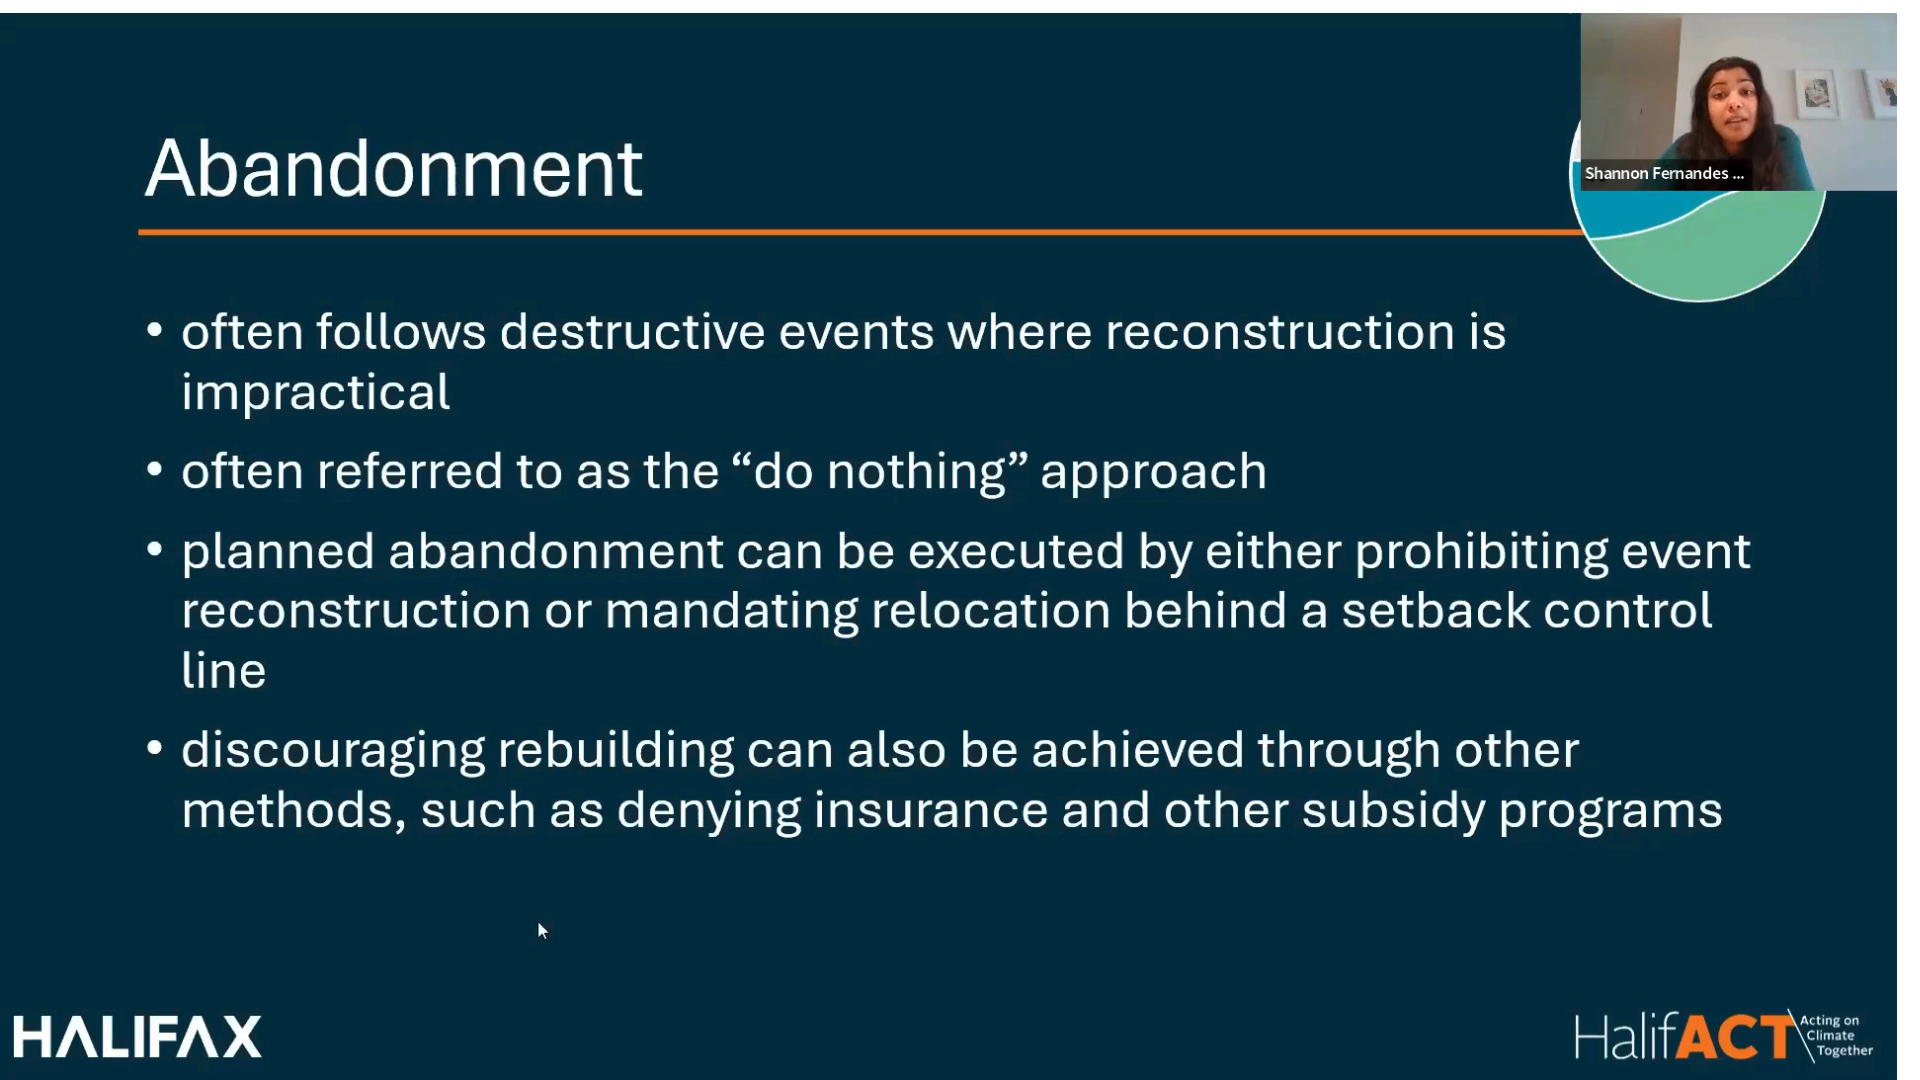 Shannon Fernandes ...
Abandonment
• often follows destructive events where reconstruction is
impractical
• often referred to as the “do nothing” approach
• planned abandonment can be executed by either prohibiting event
reconstruction or mandating relocation behind a setback control
line
• discouraging rebuilding can also be achieved through other
methods, such as denying insurance and other subsidy programs
HALIFAX
HalifACT
Acting on
Climate
Together